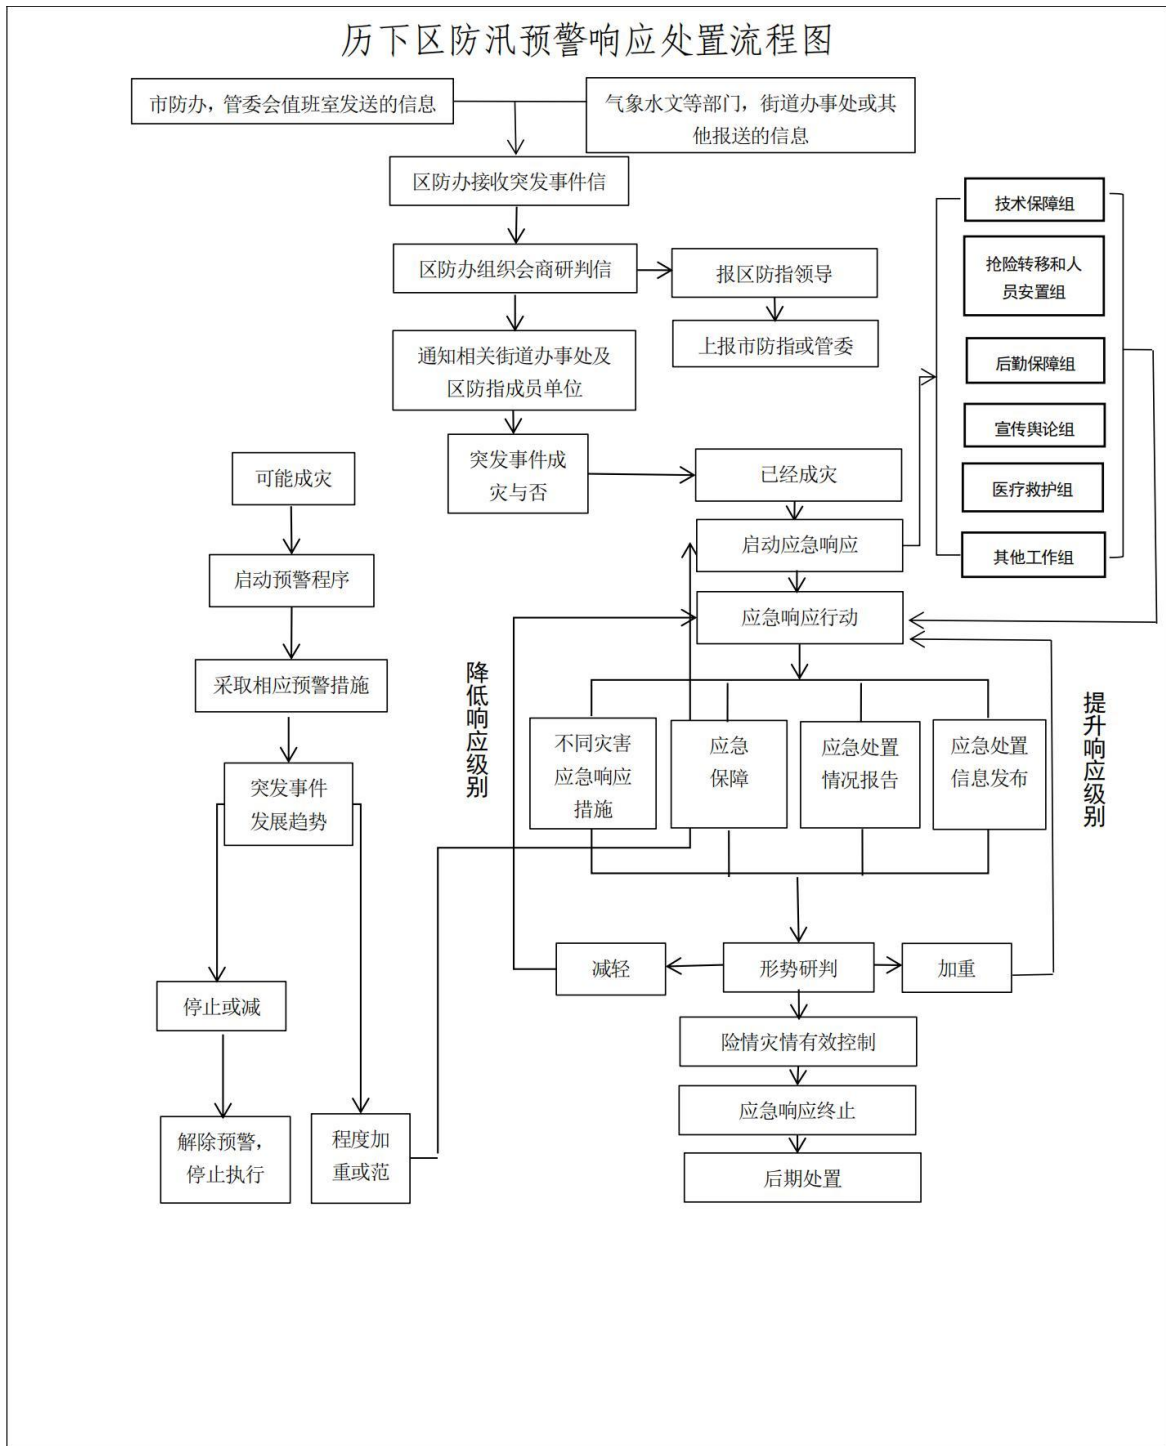 历下区防汛预警响应处置流程图
市防办，管委会值班室发送的信息
气象水文等部门，街道办事处或其
他报送的信息
区防办接收突发事件信
区防办组织会商研判信
报区防指领导
上报市防指或管委
通知相关街道办事处及
区防指成员单位
突发事件成
灾与否
已经成灾
启动应急响应
应急响应行动
技术保障组
抢险转移和人
员安置组
后勤保障组
宣传舆论组
医疗救护组
其他工作组
可能成灾
启动预警程序
采取相应预警措施
突发事件
发展趋势
停止或减
解除预警，
停止执行
程度加
重或范
降低响应级别
不同灾害
应急响应
措施
应急
保障
应急处置
情况报告
应急处置
信息发布
提升响应级别
减轻
形势研判
加重
险情灾情有效控制
应急响应终止
后期处置